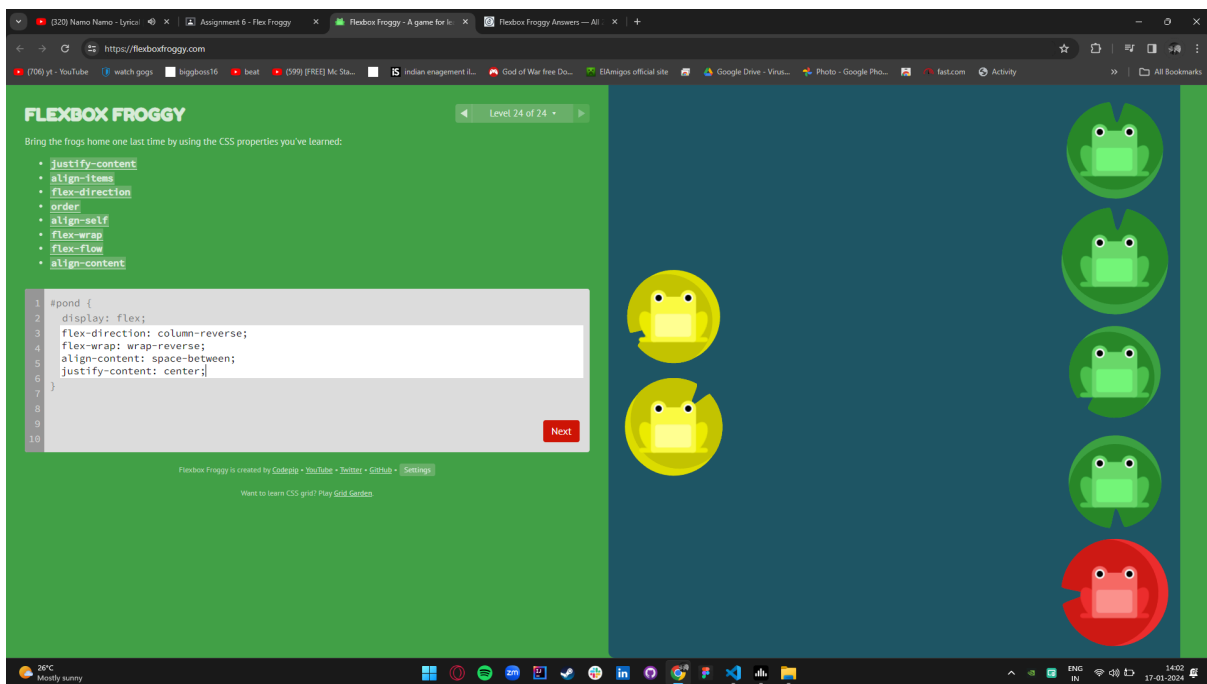 (320) Namo Namo - Lyrical
Assignment 6 - Flex Froggy
Flexbox Froggy - A game for le
Flexbox Froggy Answers — All
https://flexboxfroggy.com
(706) yt - YouTube
watch gogs
biggboss16
beat
(599) [FREE] Mc Sta...
indian enagement il...
God of War free Do...
ElAmigos official site
Google Drive - Virus...
Photo - Google Pho...
fast.com
Activity
All Bookmarks
FLEXBOX FROGGY
Level 24 of 24
Bring the frogs home one last time by using the CSS properties you've learned:
• justify-content
• align-items
• flex-direction
• order
• align-self
• flex-wrap
• flex-flow
• align-content
1 #pond {
2 display: flex;
3 flex-direction: column-reverse;
4 flex-wrap: wrap-reverse;
5 align-content: space-between;
6 justify-content: center;
7 }
8
9
10
Next
Flexbox Froggy is created by Codepip • YouTube • Twitter • GitHub • Settings
Want to learn CSS grid? Play Grid Garden.
26°C
Mostly sunny
zm
in
ENG
IN
14:02
17-01-2024